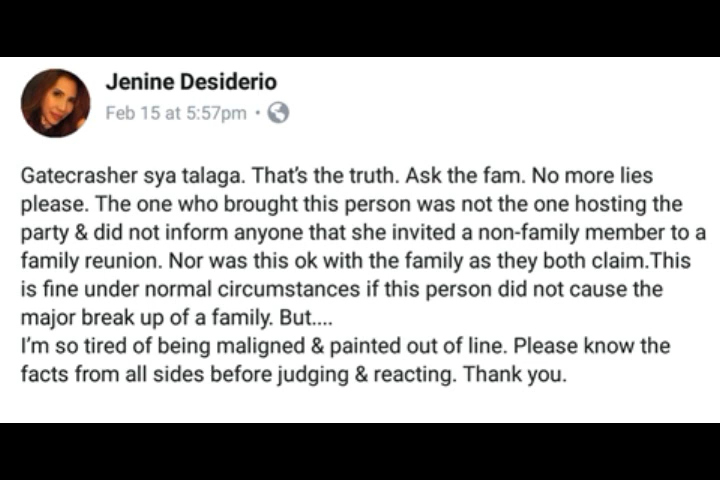 Jenine Desiderio
Feb 15 at 5:57pm ·
Gatecrasher sya talaga. That's the truth. Ask the fam. No more lies
please. The one who brought this person was not the one hosting the
party & did not inform anyone that she invited a non-family member to a
family reunion. Nor was this ok with the family as they both claim.This
is fine under normal circumstances if this person did not cause the
major break up of a family. But....
I'm so tired of being maligned & painted out of line. Please know the
facts from all sides before judging & reacting. Thank you.